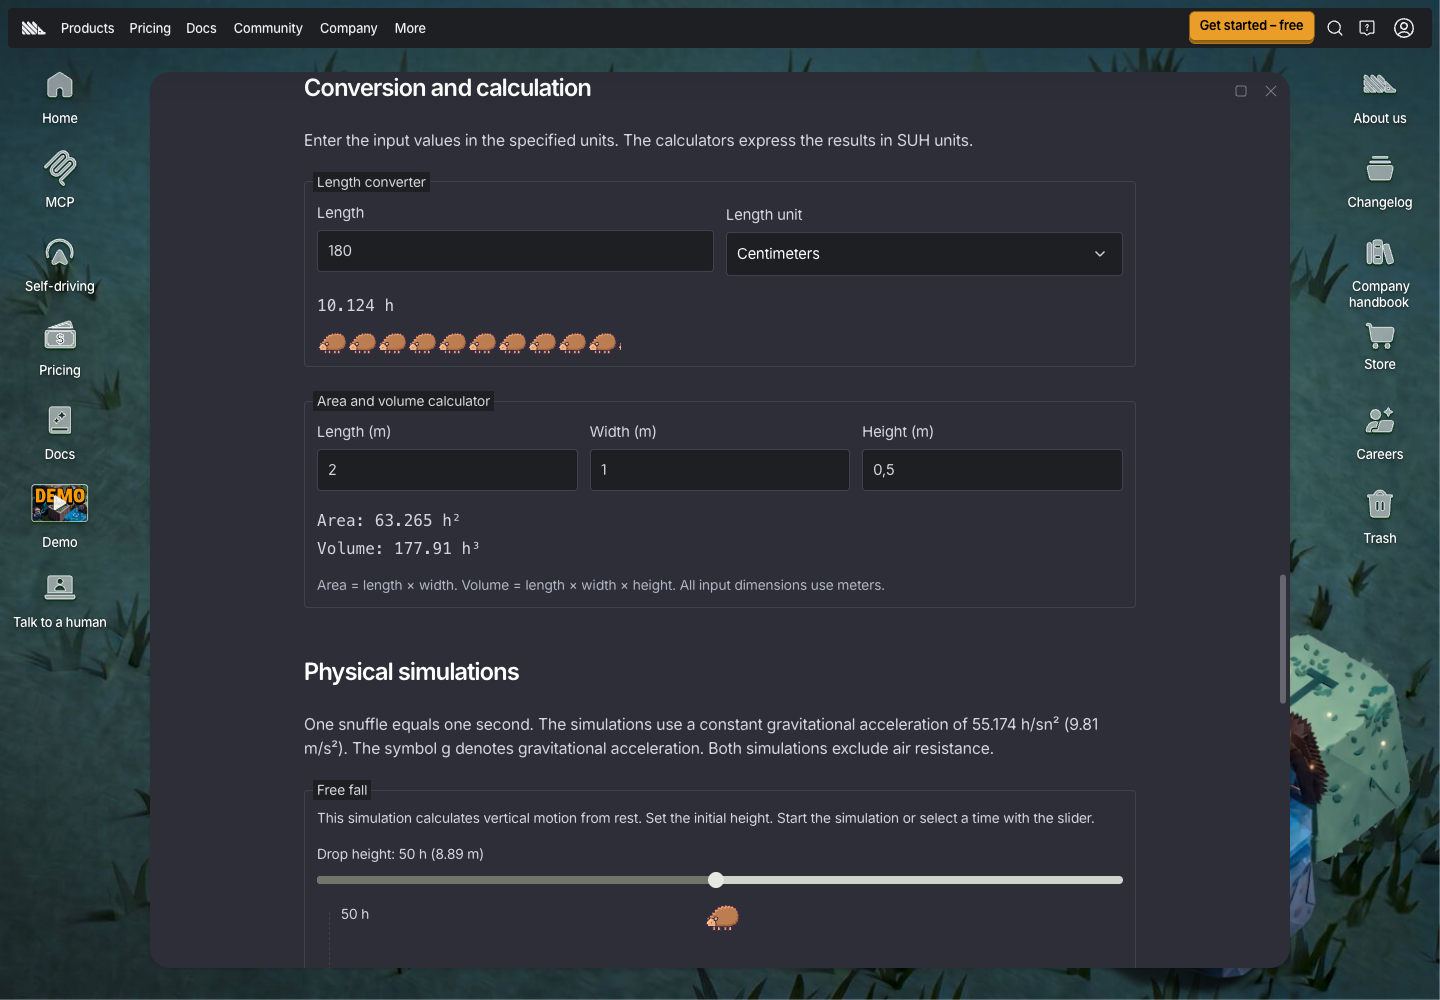 Products Pricing Docs Community Company More
Get started – free
Home
MCP
Self-driving
Pricing
Docs
DEMO
Demo
Talk to a human
Conversion and calculation
Enter the input values in the specified units. The calculators express the results in SUH units.
Length converter
Length
Length unit
180
Centimeters
10.124 h
Area and volume calculator
Length (m)
Width (m)
Height (m)
2
1
0,5
Area: 63.265 h²
Volume: 177.91 h³
Area = length × width. Volume = length × width × height. All input dimensions use meters.
Physical simulations
One snuffle equals one second. The simulations use a constant gravitational acceleration of 55.174 h/sn² (9.81
m/s²). The symbol g denotes gravitational acceleration. Both simulations exclude air resistance.
Free fall
This simulation calculates vertical motion from rest. Set the initial height. Start the simulation or select a time with the slider.
Drop height: 50 h (8.89 m)
50 h
About us
Changelog
Company
handbook
Store
Careers
Trash